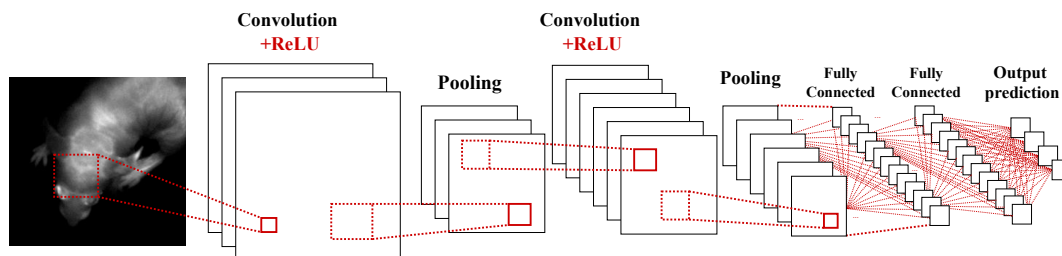 Convolution
+ReLU
Pooling
Convolution
+ReLU
Pooling
Fully
Connected
Fully
Connected
Output
prediction
...
...
...
...